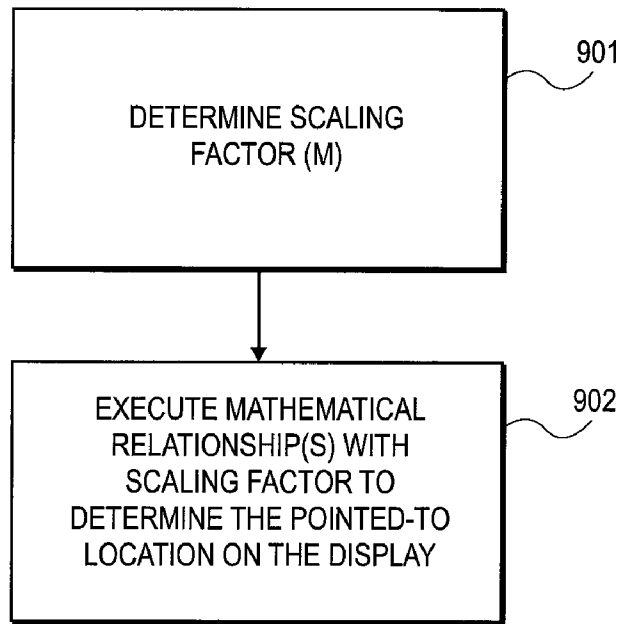 901
DETERMINE SCALING
FACTOR (M)
902
EXECUTE MATHEMATICAL
RELATIONSHIP(S) WITH
SCALING FACTOR TO
DETERMINE THE POINTED-TO
LOCATION ON THE DISPLAY